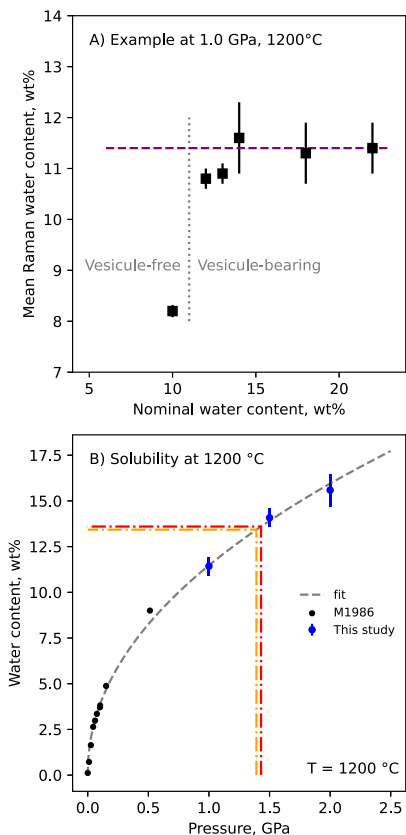 A) Example at 1.0 GPa, 1200°C
14
13
12
11
10
9
8
7
Mean Raman water content, wt%
Vesicule-free
Vesicule-bearing
5
10
15
20
Nominal water content, wt%
B) Solubility at 1200 °C
17.5
15.0
12.5
10.0
7.5
5.0
2.5
0.0
Water content, wt%
fit
M1986
This study
T = 1200 °C
0.0
0.5
1.0
1.5
2.0
2.5
Pressure, GPa